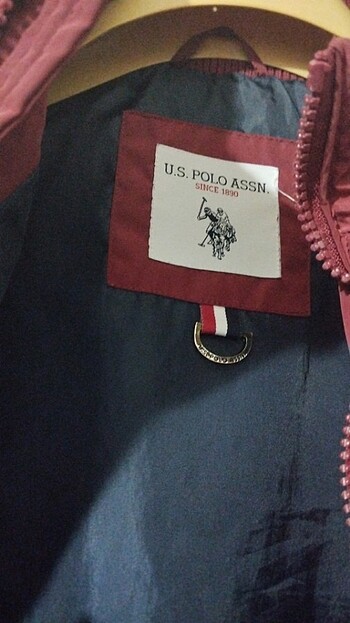 U.S. POLO ASSN.
SINCE 1890